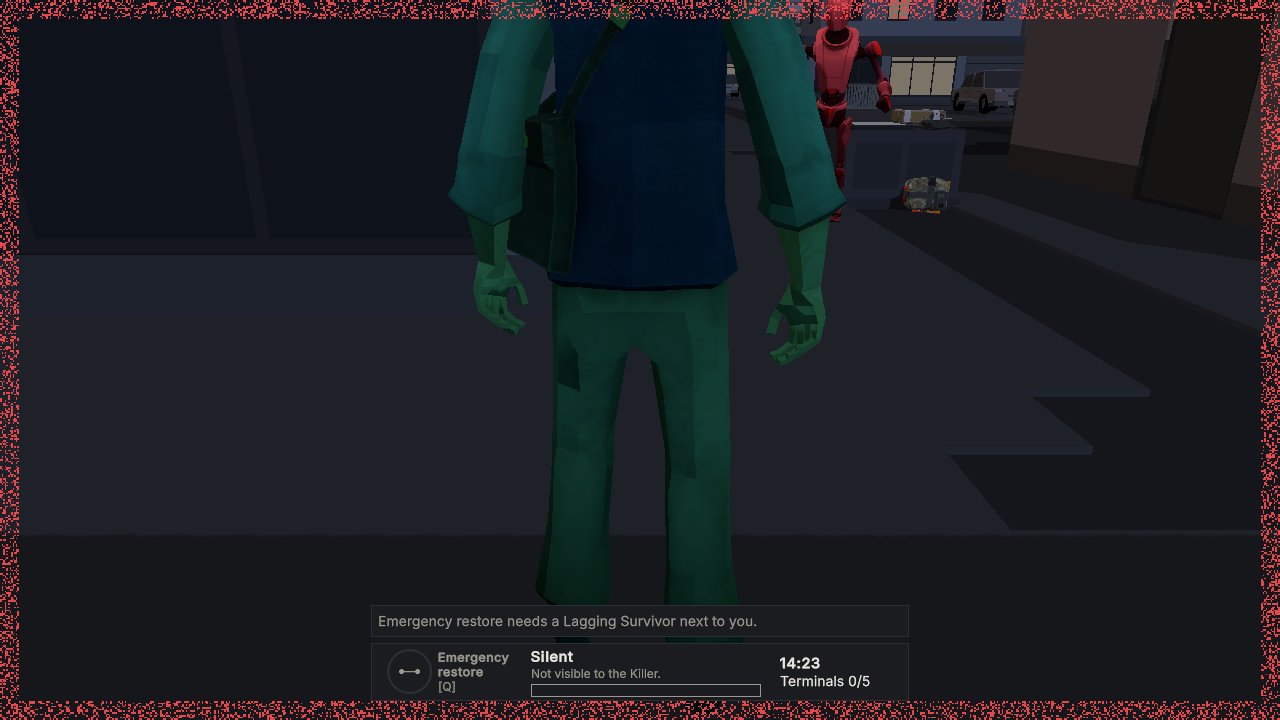 Emergency restore needs a Lagging Survivor next to you.
Emergency
restore
[Q]
Silent
Not visible to the Killer.
14:23
Terminals 0/5